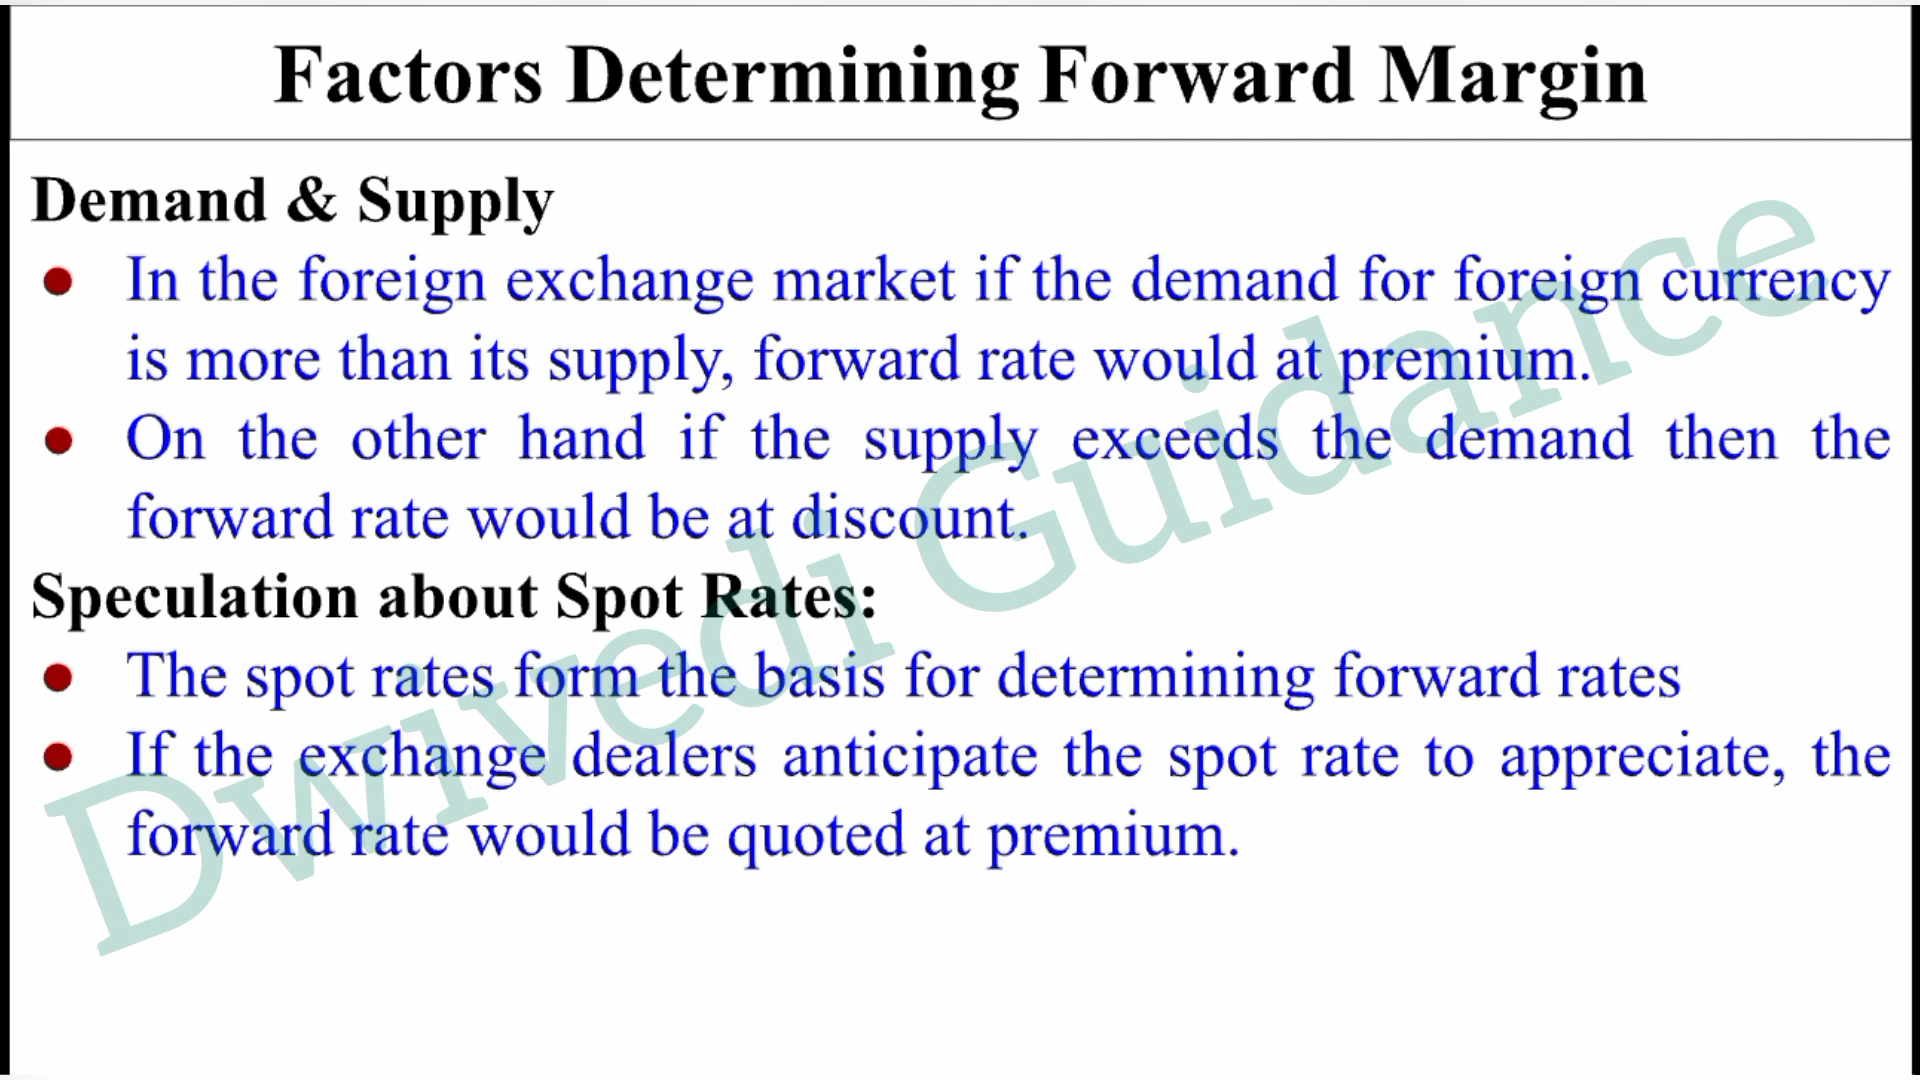 Factors Determining Forward Margin
Demand & Supply
● In the foreign exchange market if the demand for foreign currency
is more than its supply, forward rate would at premium.
● On the other hand if the supply exceeds the demand then the
forward rate would be at discount.
Speculation about Spot Rates:
● The spot rates form the basis for determining forward rates
● If the exchange dealers anticipate the spot rate to appreciate, the
forward rate would be quoted at premium.
Dwivedi Guidance